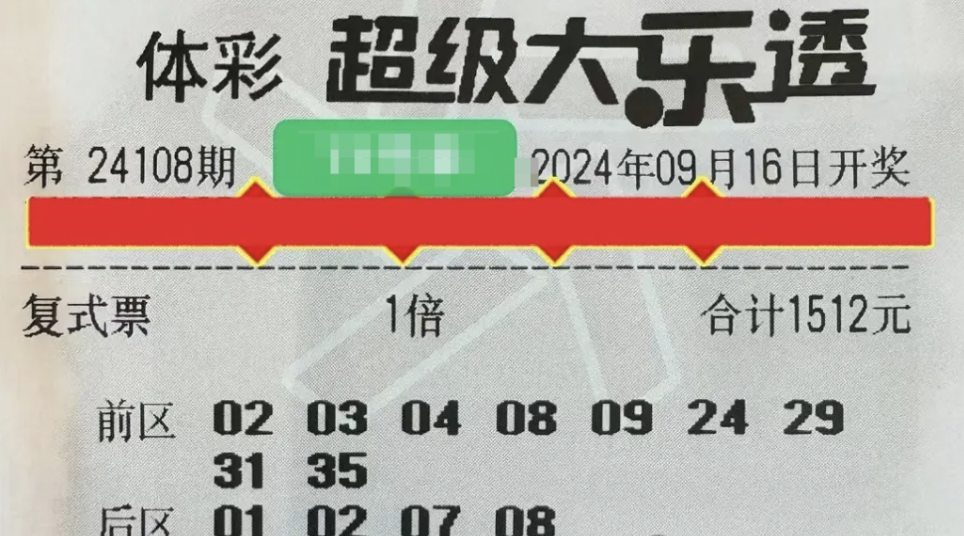 体彩 超级大乐透
第 24108期 2024年09月16日开奖
复式票 1倍 合计1512元
前区 02 03 04 08 09 24 29
31 35
后区 01 02 07 08